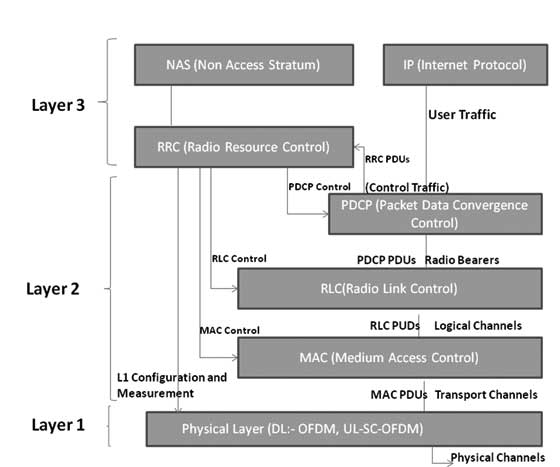 NAS (Non Access Stratum)
IP (Internet Protocol)
Layer 3
User Traffic
RRC (Radio Resource Control)
RRC PDUs
PDCP Control
(Control Traffic)
PDCP (Packet Data Convergence
Control)
PDCP PDUs Radio Bearers
RLC Control
Layer 2
RLC(Radio Link Control)
RLC PUDs Logical Channels
MAC Control
MAC (Medium Access Control)
L1 Configuration and
Measurement
MAC PDUs Transport Channels
Layer 1
Physical Layer (DL:- OFDM, UL-SC-OFDM)
Physical Channels